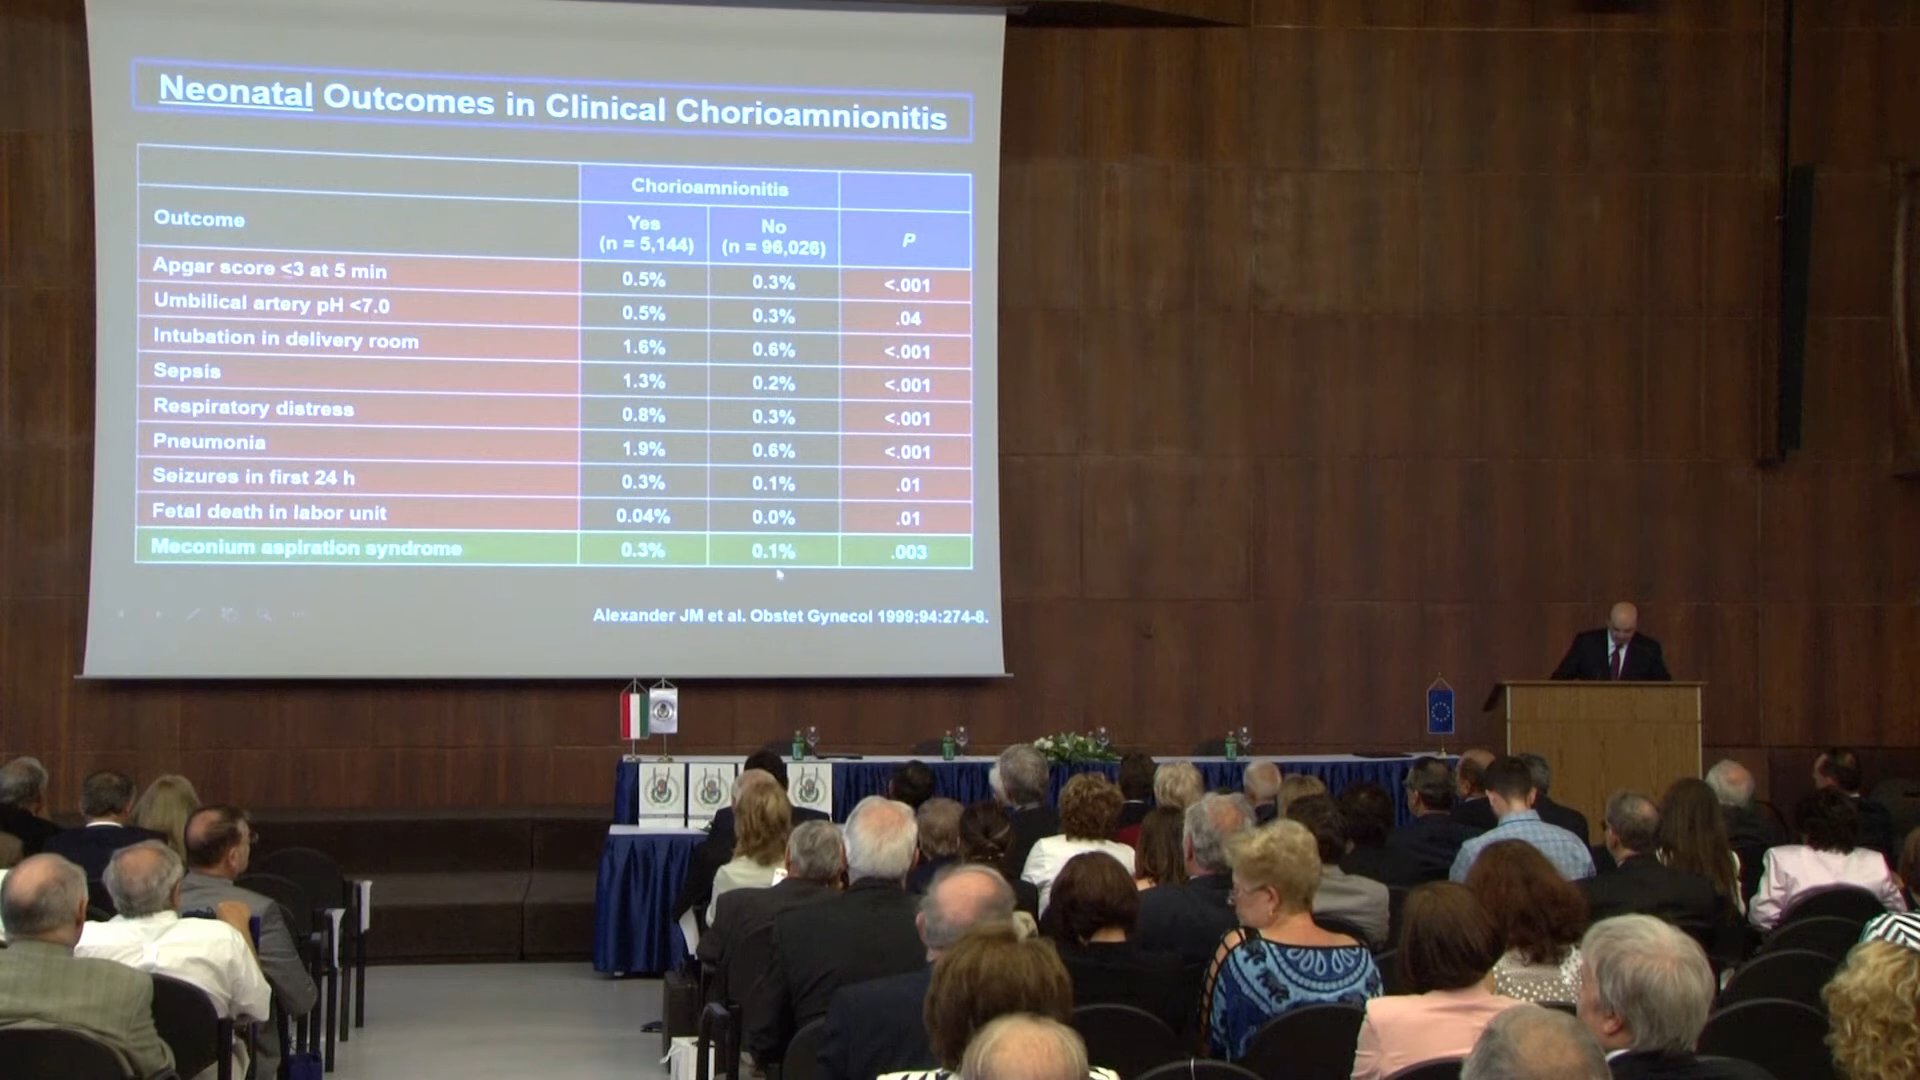 Neonatal Outcomes in Clinical Chorioamnionitis
Chorioamnionitis
Outcome
Yes
(n = 5,144)
No
(n = 96,026)
P
Apgar score ≤3 at 5 min 0.5% 0.3% <.001
Umbilical artery pH <7.0 0.5% 0.3% .04
Intubation in delivery room 1.6% 0.6% <.001
Sepsis 1.3% 0.2% <.001
Respiratory distress 0.8% 0.3% <.001
Pneumonia 1.9% 0.6% <.001
Seizures in first 24 h 0.3% 0.1% .01
Fetal death in labor unit 0.04% 0.0% .01
Meconium aspiration syndrome 0.3% 0.1% .003
Alexander JM et al. Obstet Gynecol 1999;94:274-8.